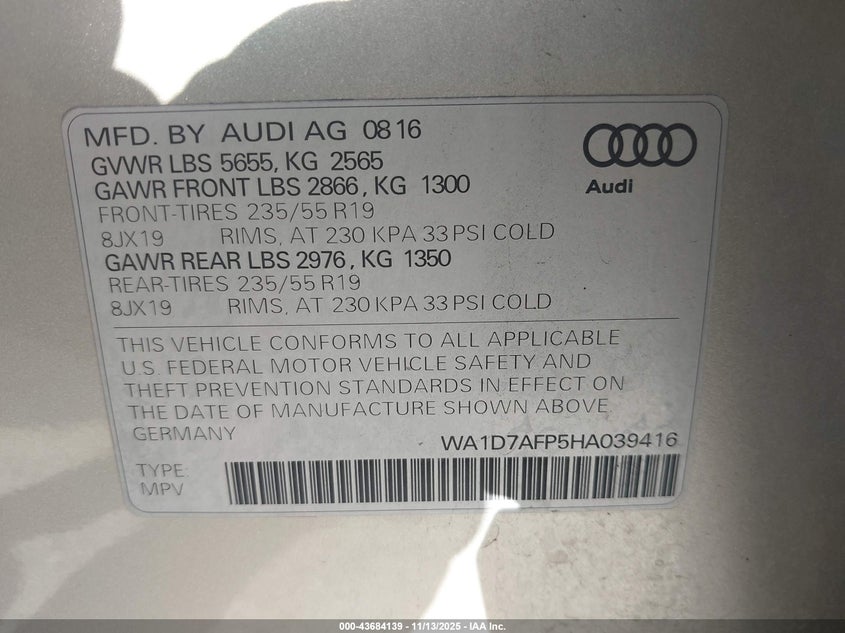 MFD. BY AUDI AG 08 16
GVWR LBS 5655, KG 2565
GAWR FRONT LBS 2866, KG 1300
FRONT-TIRES 235/55 R19
8JX19 RIMS, AT 230 KPA 33 PSI COLD
GAWR REAR LBS 2976, KG 1350
REAR-TIRES 235/55 R19
8JX19 RIMS, AT 230 KPA 33 PSI COLD
Audi
THIS VEHICLE CONFORMS TO ALL APPLICABLE
U.S. FEDERAL MOTOR VEHICLE SAFETY AND
THEFT PREVENTION STANDARDS IN EFFECT ON
THE DATE OF MANUFACTURE SHOWN ABOVE.
GERMANY
WA1D7AFP5HA039416
TYPE:
MPV
000-43684139 - 11/13/2025 - IAA Inc.